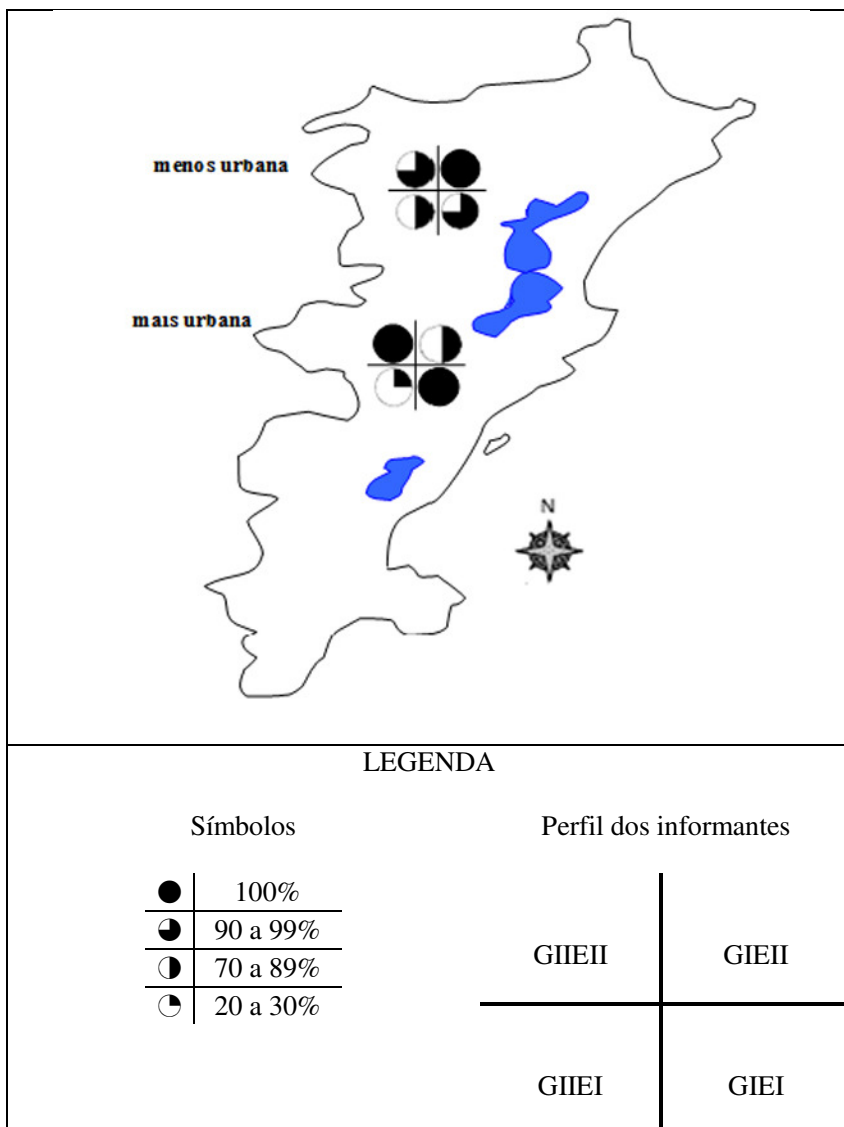 menos urbana
mais urbana
N
LEGENDA
Símbolos
Perfil dos informantes
100%
90 a 99%
70 a 89%
20 a 30%
GIIEII
GIEII
GIIEI
GIEI